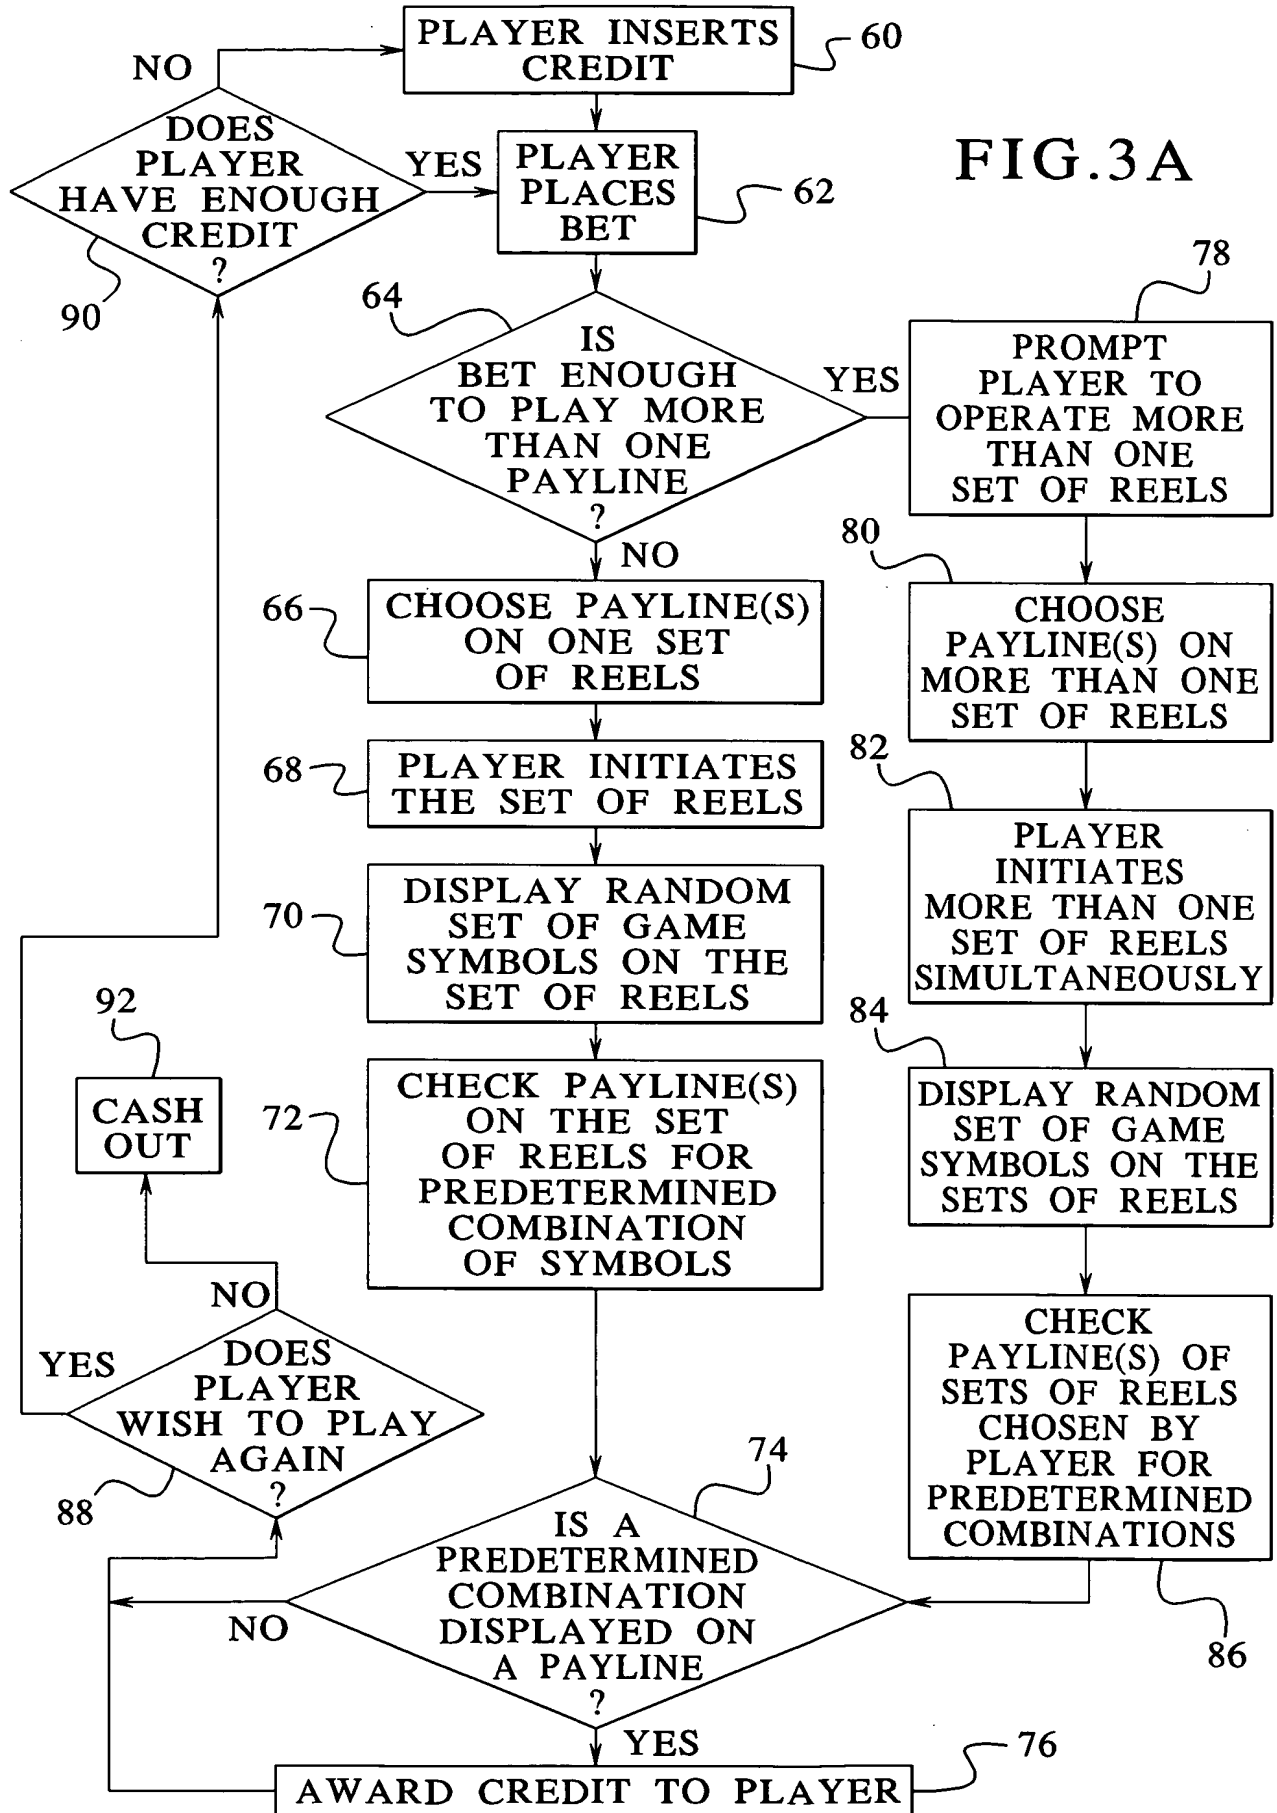 PLAYER INSERTS
CREDIT
60
NO
DOES
PLAYER
HAVE ENOUGH
CREDIT
?
90
YES
PLAYER
PLACES
BET
62
FIG.3A
64
IS
BET ENOUGH
TO PLAY MORE
THAN ONE
PAYLINE
?
YES
NO
78
PROMPT
PLAYER TO
OPERATE MORE
THAN ONE
SET OF REELS
66
CHOOSE PAYLINE(S)
ON ONE SET
OF REELS
80
CHOOSE
PAYLINE(S) ON
MORE THAN ONE
SET OF REELS
68
PLAYER INITIATES
THE SET OF REELS
82
PLAYER
INITIATES
MORE THAN ONE
SET OF REELS
SIMULTANEOUSLY
70
DISPLAY RANDOM
SET OF GAME
SYMBOLS ON THE
SET OF REELS
84
DISPLAY RANDOM
SET OF GAME
SYMBOLS ON THE
SETS OF REELS
92
CASH
OUT
72
CHECK PAYLINE(S)
ON THE SET
OF REELS FOR
PREDETERMINED
COMBINATION
OF SYMBOLS
CHECK
PAYLINE(S) OF
SETS OF REELS
CHOSEN BY
PLAYER FOR
PREDETERMINED
COMBINATIONS
86
NO
YES
DOES
PLAYER
WISH TO PLAY
AGAIN
?
88
74
IS A
PREDETERMINED
COMBINATION
DISPLAYED ON
A PAYLINE
?
NO
YES
76
AWARD CREDIT TO PLAYER